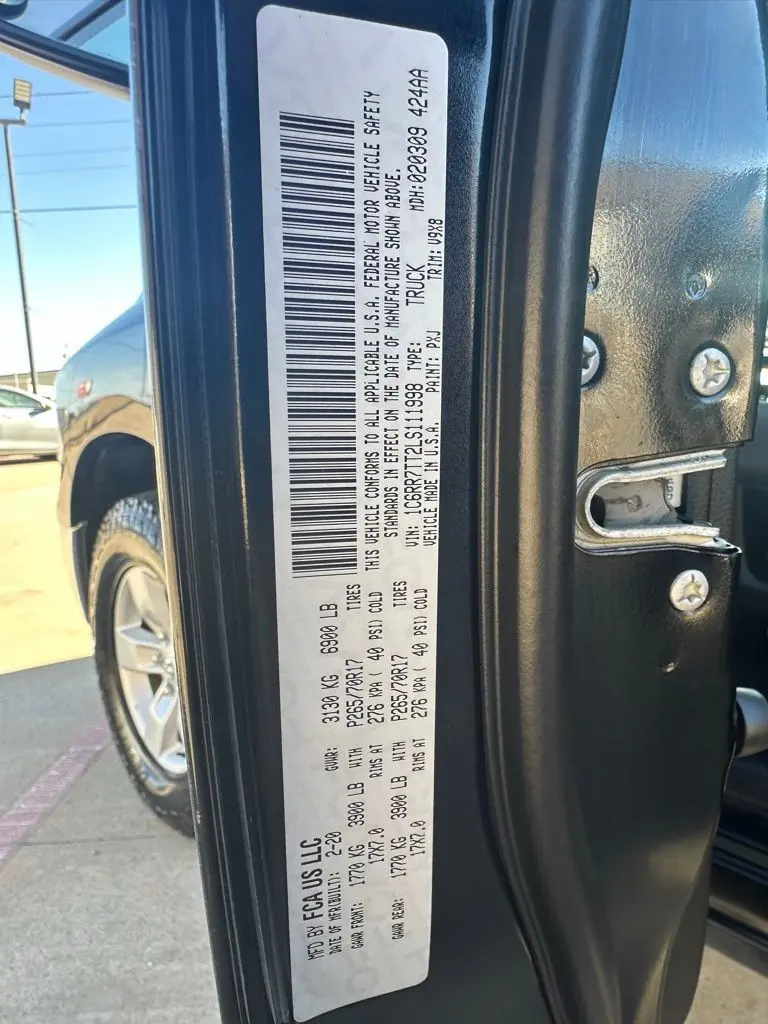 MFD BY FCA US LLC
DATE OF MFR(BUILT): 2-20 GVWR: 3130 KG 6900 LB
GAWR FRONT: 1770 KG 3900 LB WITH P265/70R17 TIRES
17X7.0 RIMS AT 276 KPA ( 40 PSI) COLD
GAWR REAR: 1770 KG 3900 LB WITH P265/70R17 TIRES
17X7.0 RIMS AT 276 KPA ( 40 PSI) COLD
THIS VEHICLE CONFORMS TO ALL APPLICABLE U.S.A. FEDERAL MOTOR VEHICLE SAFETY
STANDARDS IN EFFECT ON THE DATE OF MANUFACTURE SHOWN ABOVE.
VIN: 1C6RR7TT2LS111998 TYPE: TRUCK MDH:020309 424AA
VEHICLE MADE IN U.S.A. PAINT: PXJ TRIM: V9X8